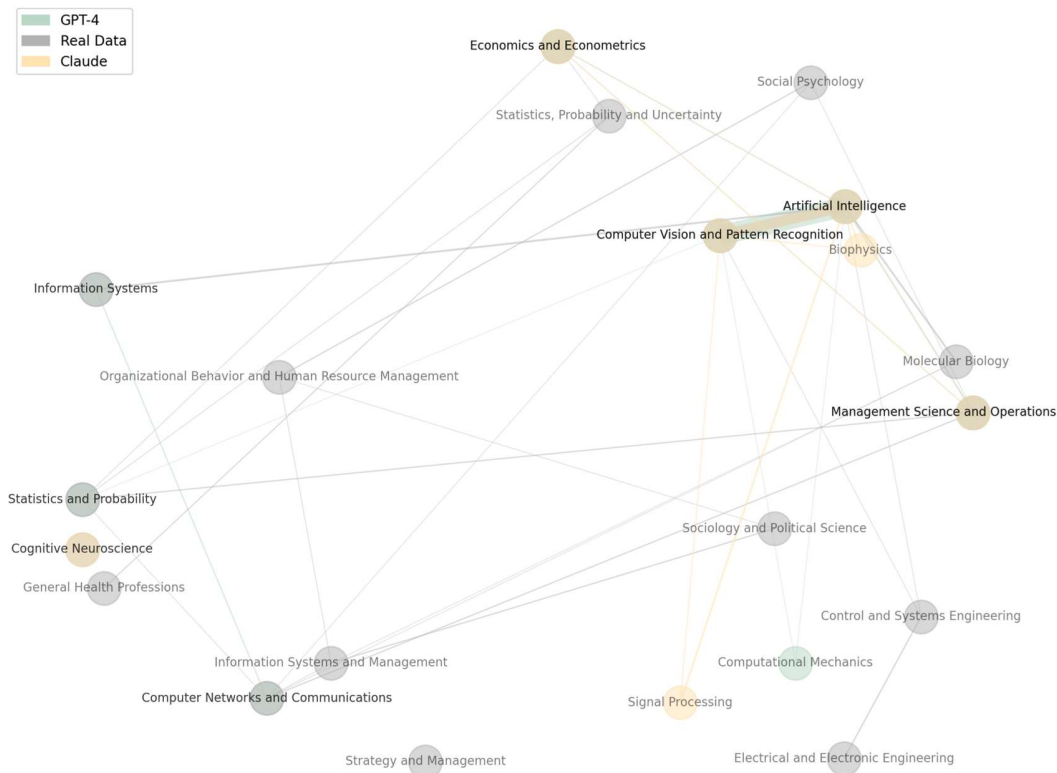 GPT-4
Real Data
Claude
Economics and Econometrics
Social Psychology
Statistics, Probability and Uncertainty
Artificial Intelligence
Computer Vision and Pattern Recognition
Biophysics
Information Systems
Molecular Biology
Organizational Behavior and Human Resource Management
Management Science and Operations
Statistics and Probability
Sociology and Political Science
Cognitive Neuroscience
General Health Professions
Control and Systems Engineering
Information Systems and Management
Computational Mechanics
Computer Networks and Communications
Signal Processing
Strategy and Management
Electrical and Electronic Engineering